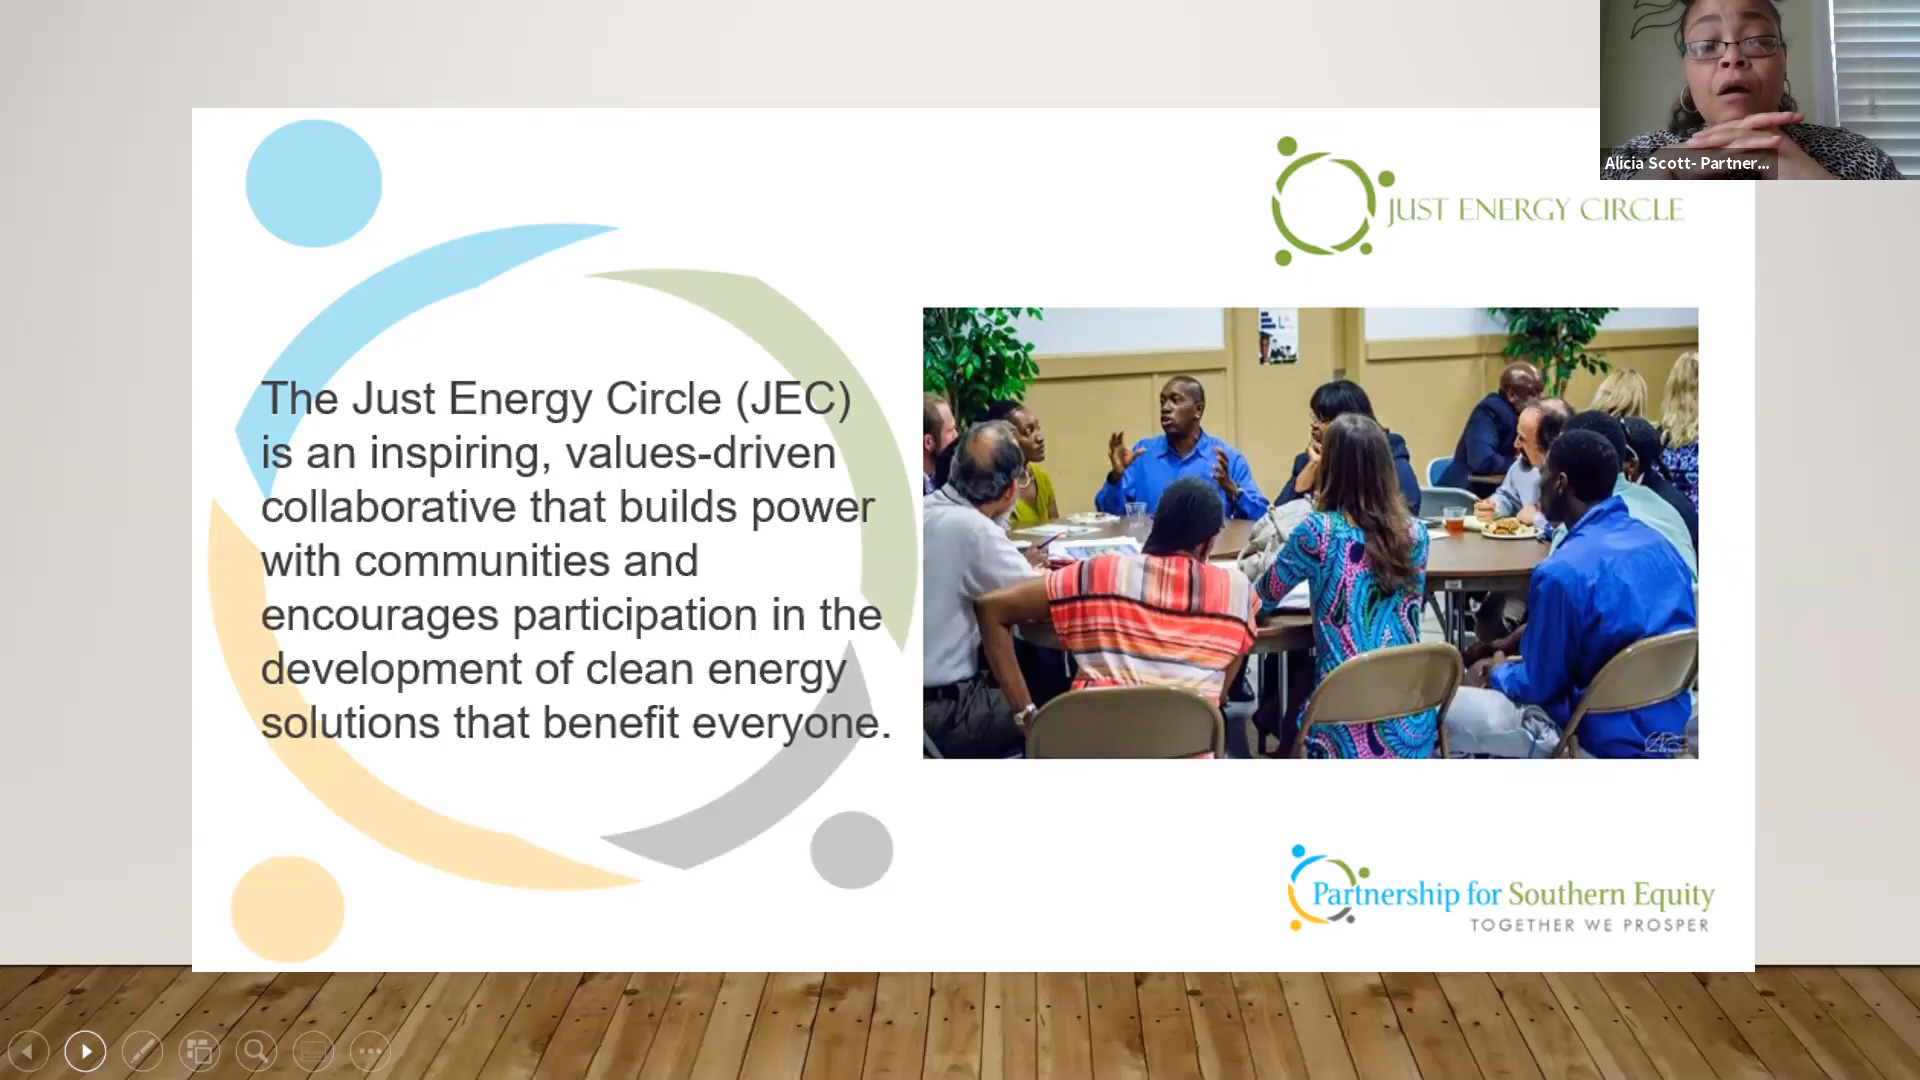 Alicia Scott- Partner...
JUST ENERGY CIRCLE
The Just Energy Circle (JEC)
is an inspiring, values-driven
collaborative that builds power
with communities and
encourages participation in the
development of clean energy
solutions that benefit everyone.
Partnership for Southern Equity
TOGETHER WE PROSPER